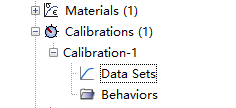 Materials (1)
Calibrations (1)
Calibration-1
Data Sets
Behaviors